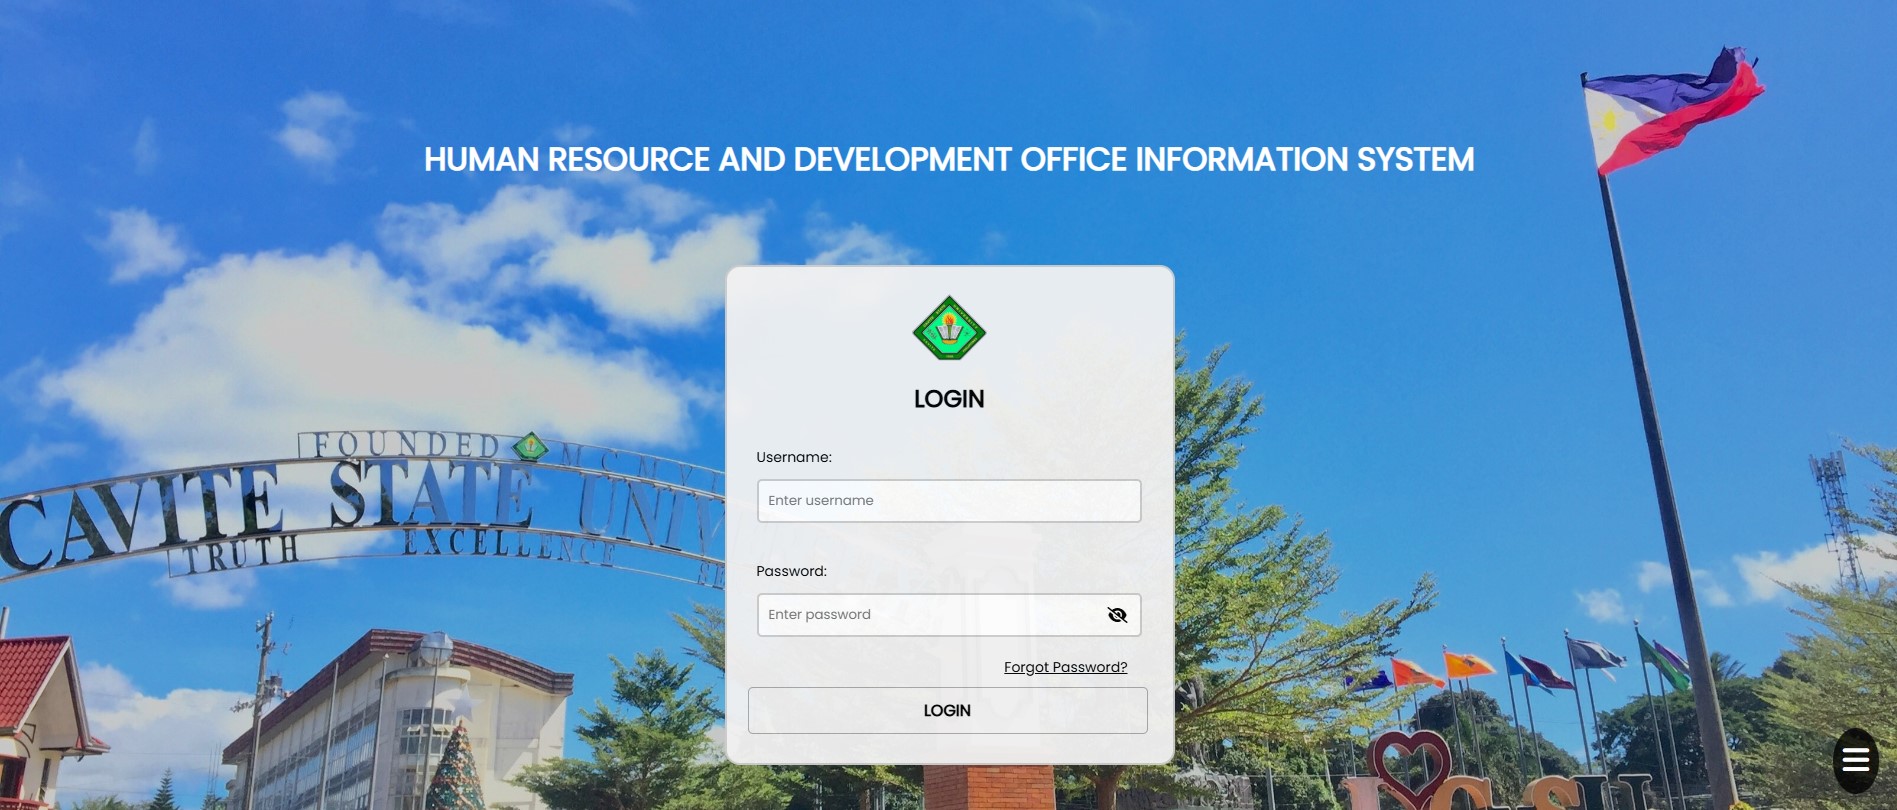 HUMAN RESOURCE AND DEVELOPMENT OFFICE INFORMATION SYSTEM
FOUNDED
CAVITE STATE UNIV
TRUTH EXCELLENCE
LOGIN
Username:
Enter username
Password:
Enter password
Forgot Password?
LOGIN